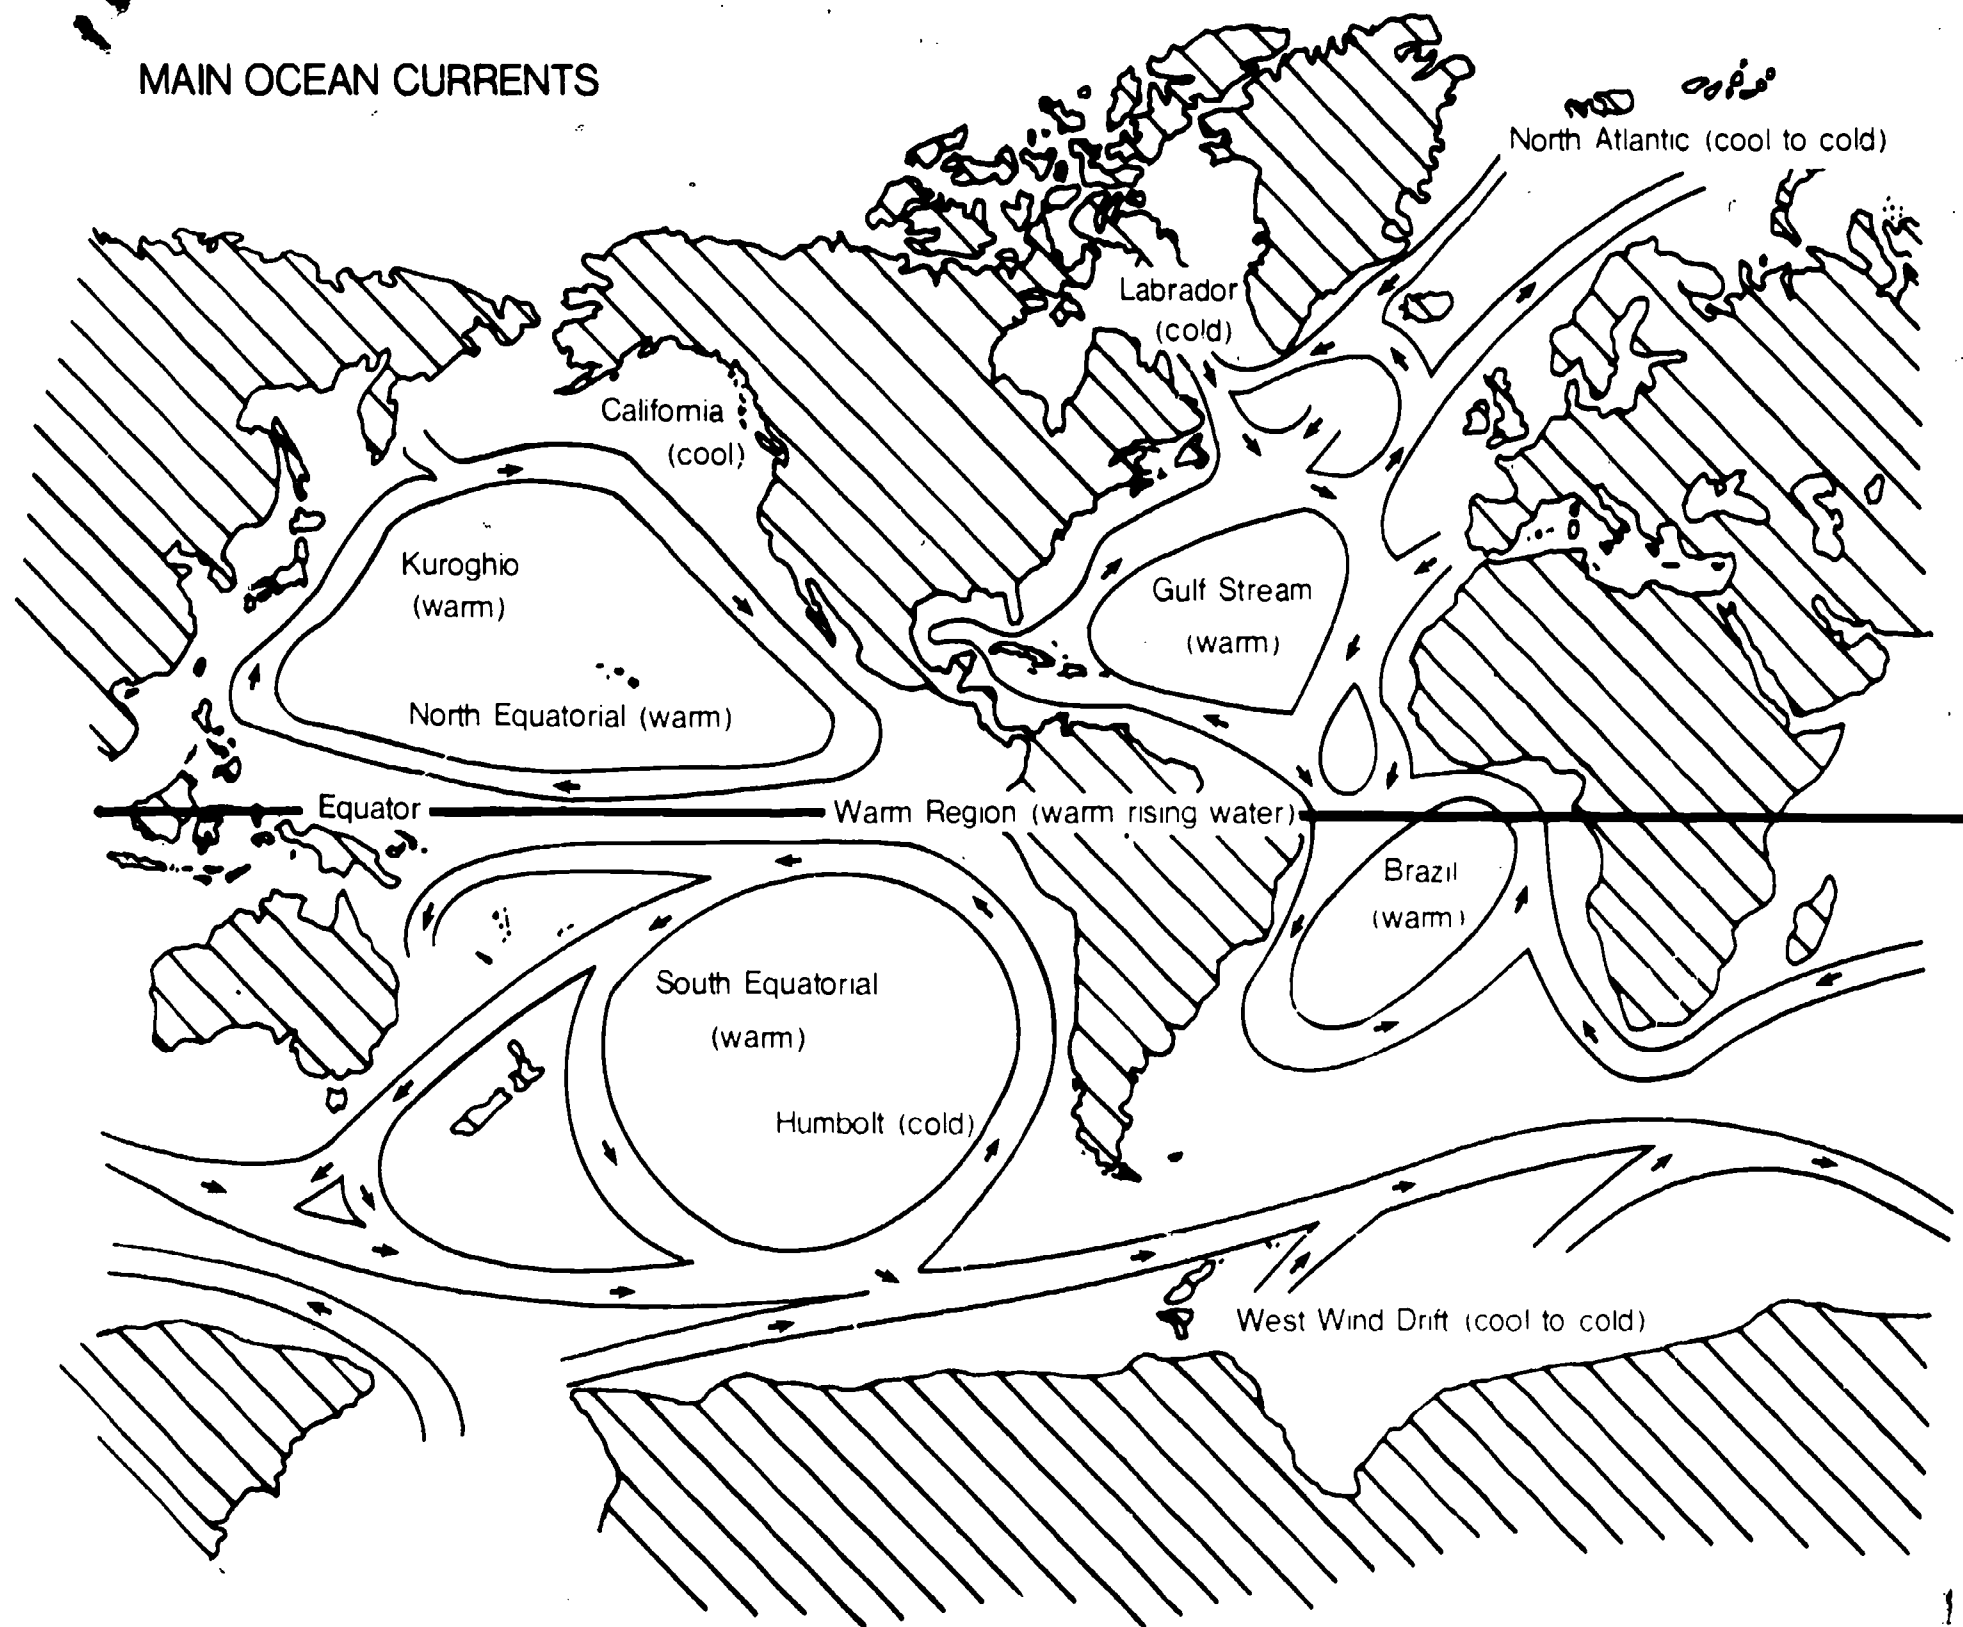 MAIN OCEAN CURRENTS
North Atlantic (cool to cold)
Labrador
(cold)
California
(cool)
Kuroghio
(warm)
Gulf Stream
(warm)
North Equatorial (warm)
Equator
Warm Region (warm rising water)
Brazil
(warm)
South Equatorial
(warm)
Humbolt (cold)
West Wind Drift (cool to cold)